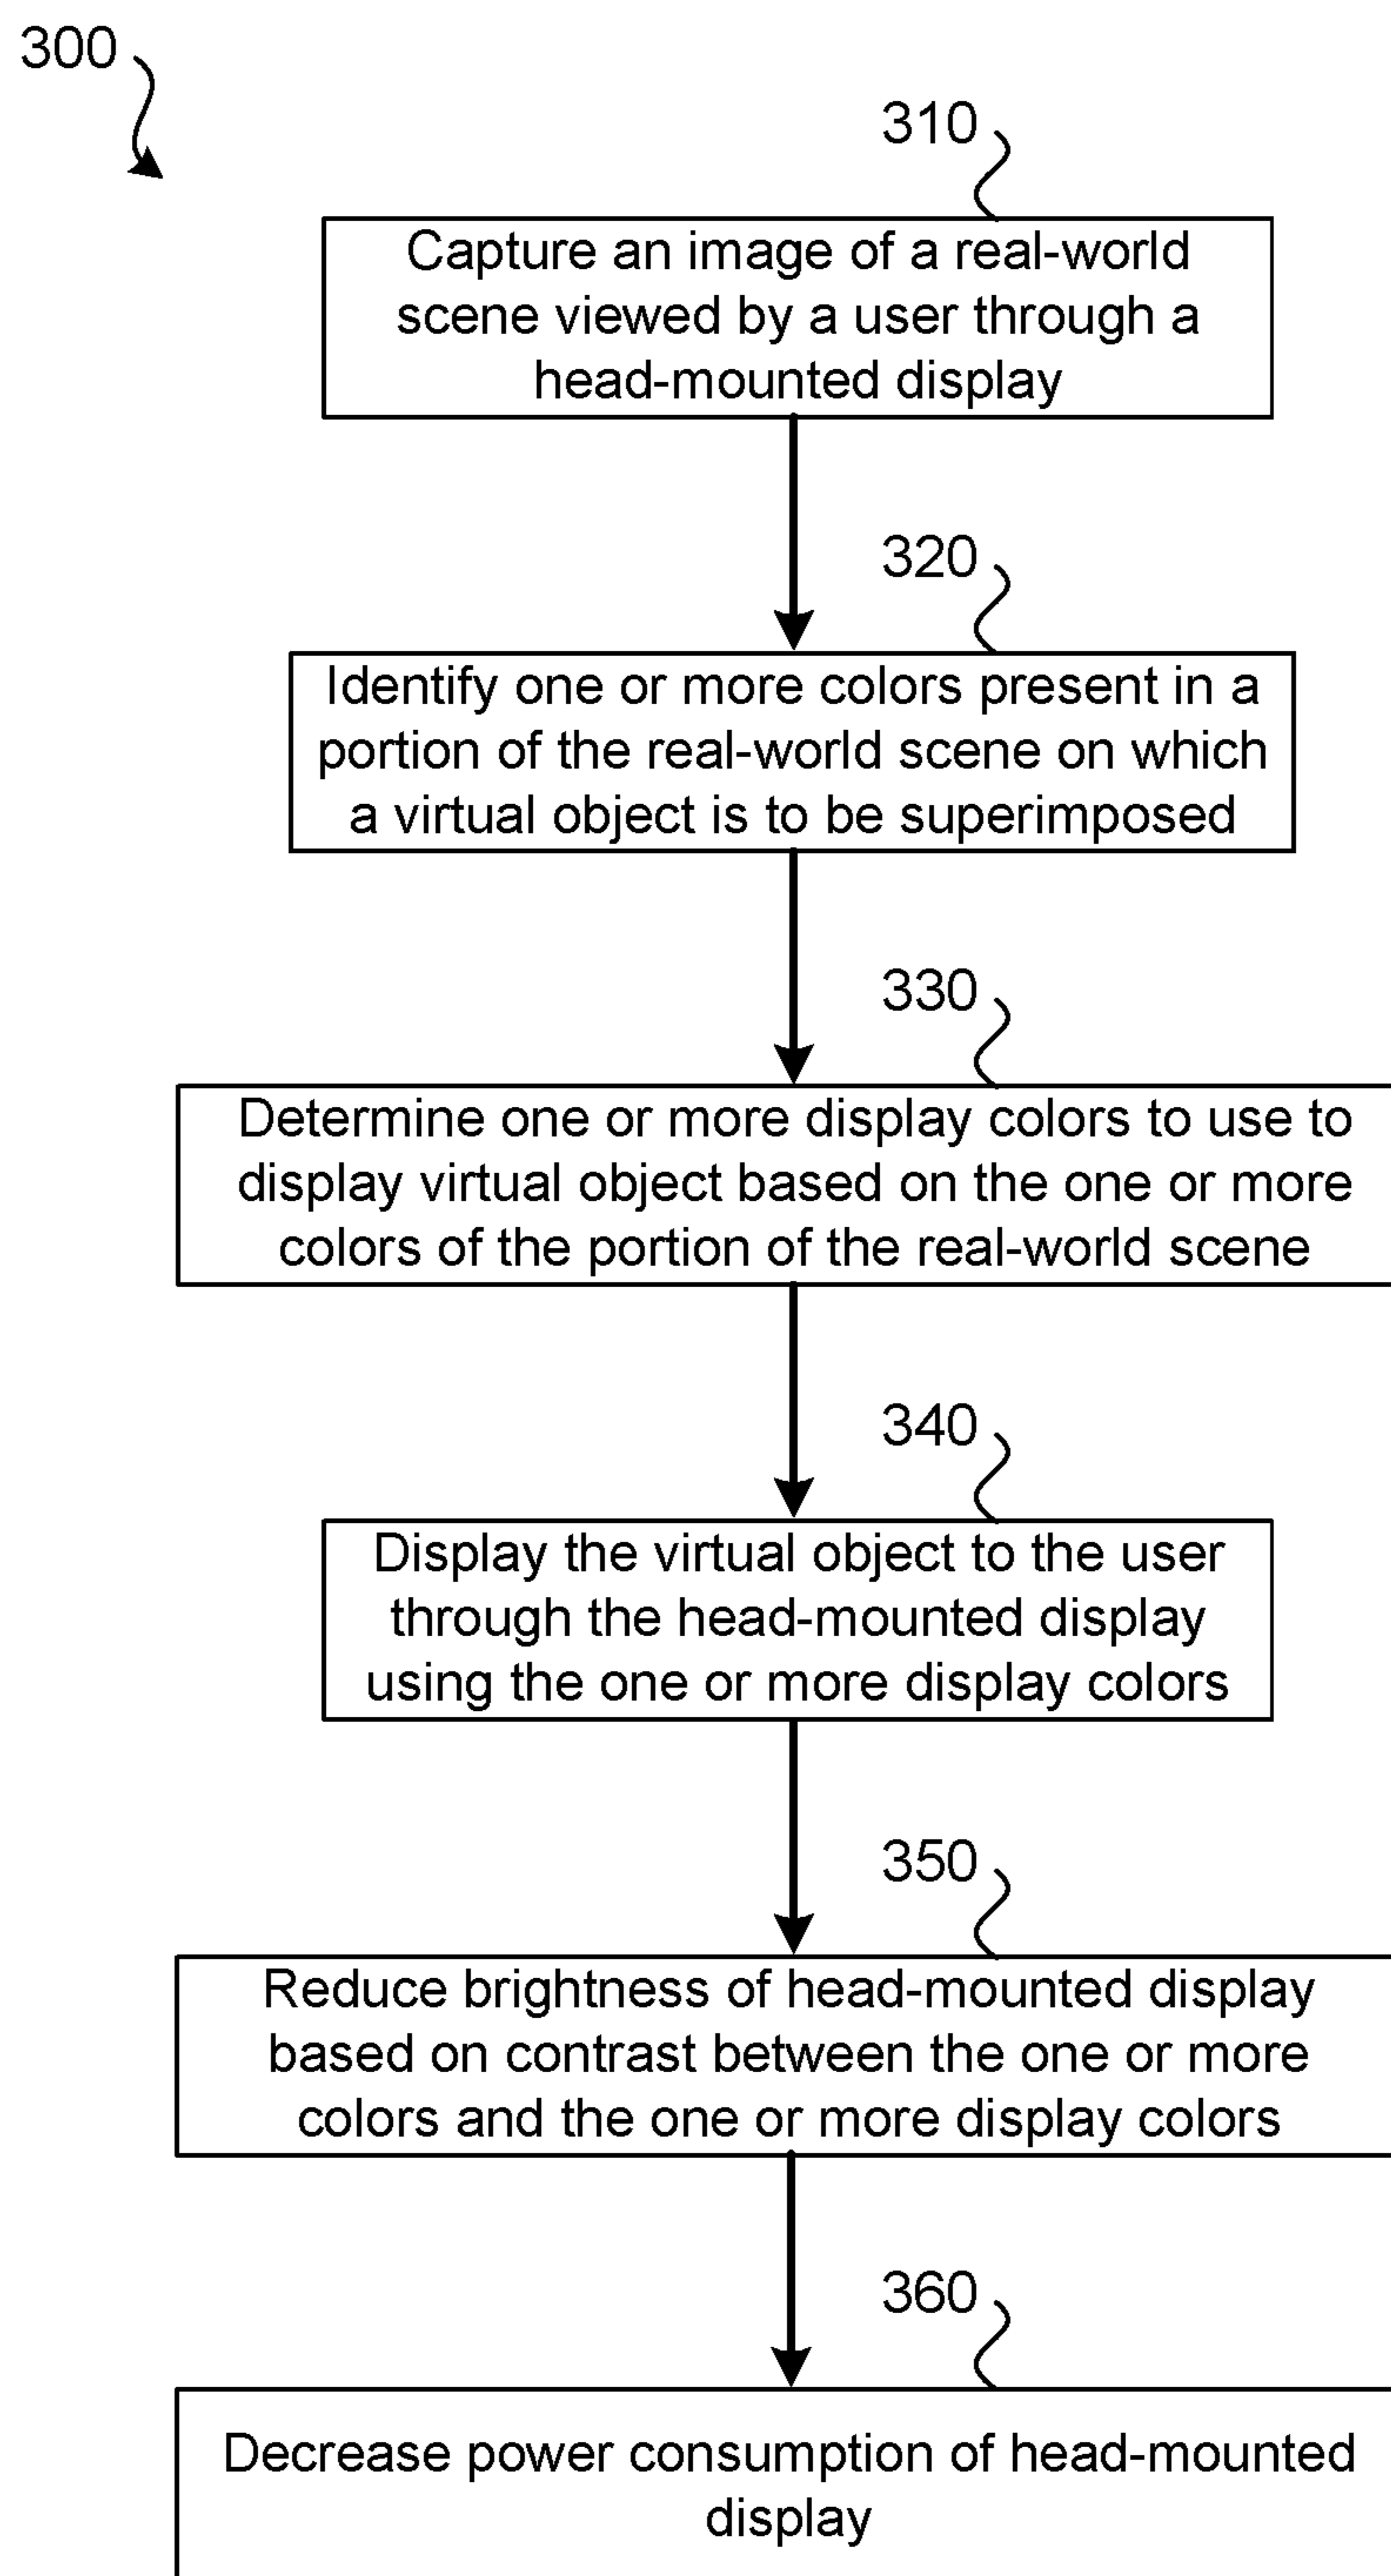 300
310
Capture an image of a real-world
scene viewed by a user through a
head-mounted display
320
Identify one or more colors present in a
portion of the real-world scene on which
a virtual object is to be superimposed
330
Determine one or more display colors to use to
display virtual object based on the one or more
colors of the portion of the real-world scene
340
Display the virtual object to the user
through the head-mounted display
using the one or more display colors
350
Reduce brightness of head-mounted display
based on contrast between the one or more
colors and the one or more display colors
360
Decrease power consumption of head-mounted
display